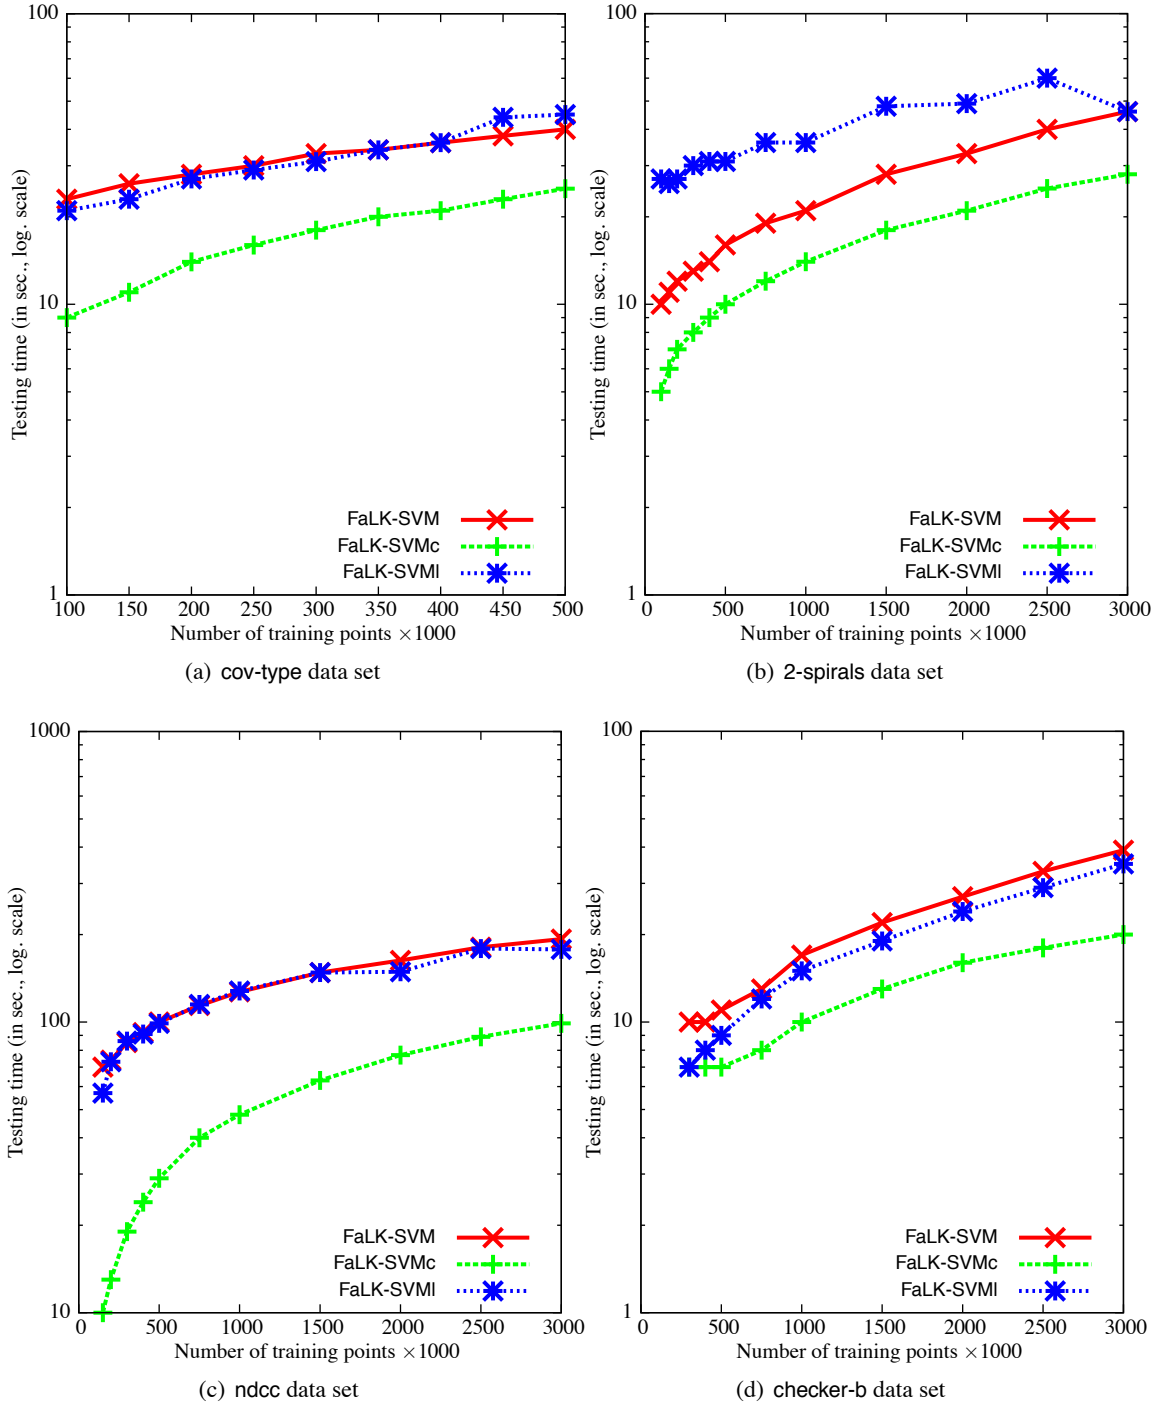 100
10
1
Testing time (in sec., log. scale)
FaLK-SVM
FaLK-SVMc
FaLK-SVMl
100 150 200 250 300 350 400 450 500
Number of training points ×1000
(a) cov-type data set
100
10
1
Testing time (in sec., log. scale)
FaLK-SVM
FaLK-SVMc
FaLK-SVMl
0 500 1000 1500 2000 2500 3000
Number of training points ×1000
(b) 2-spirals data set
1000
100
10
Testing time (in sec., log. scale)
FaLK-SVM
FaLK-SVMc
FaLK-SVMl
0 500 1000 1500 2000 2500 3000
Number of training points ×1000
(c) ndcc data set
100
10
1
Testing time (in sec., log. scale)
FaLK-SVM
FaLK-SVMc
FaLK-SVMl
0 500 1000 1500 2000 2500 3000
Number of training points ×1000
(d) checker-b data set